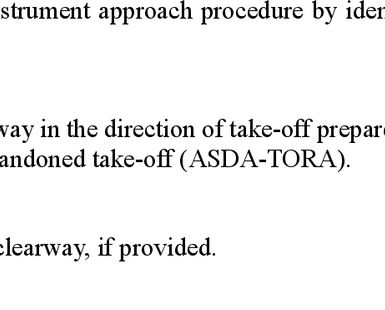 strument approach procedure by iden
way in the direction of take-off prepare
andoned take-off (ASDA-TORA).
clearway, if provided.